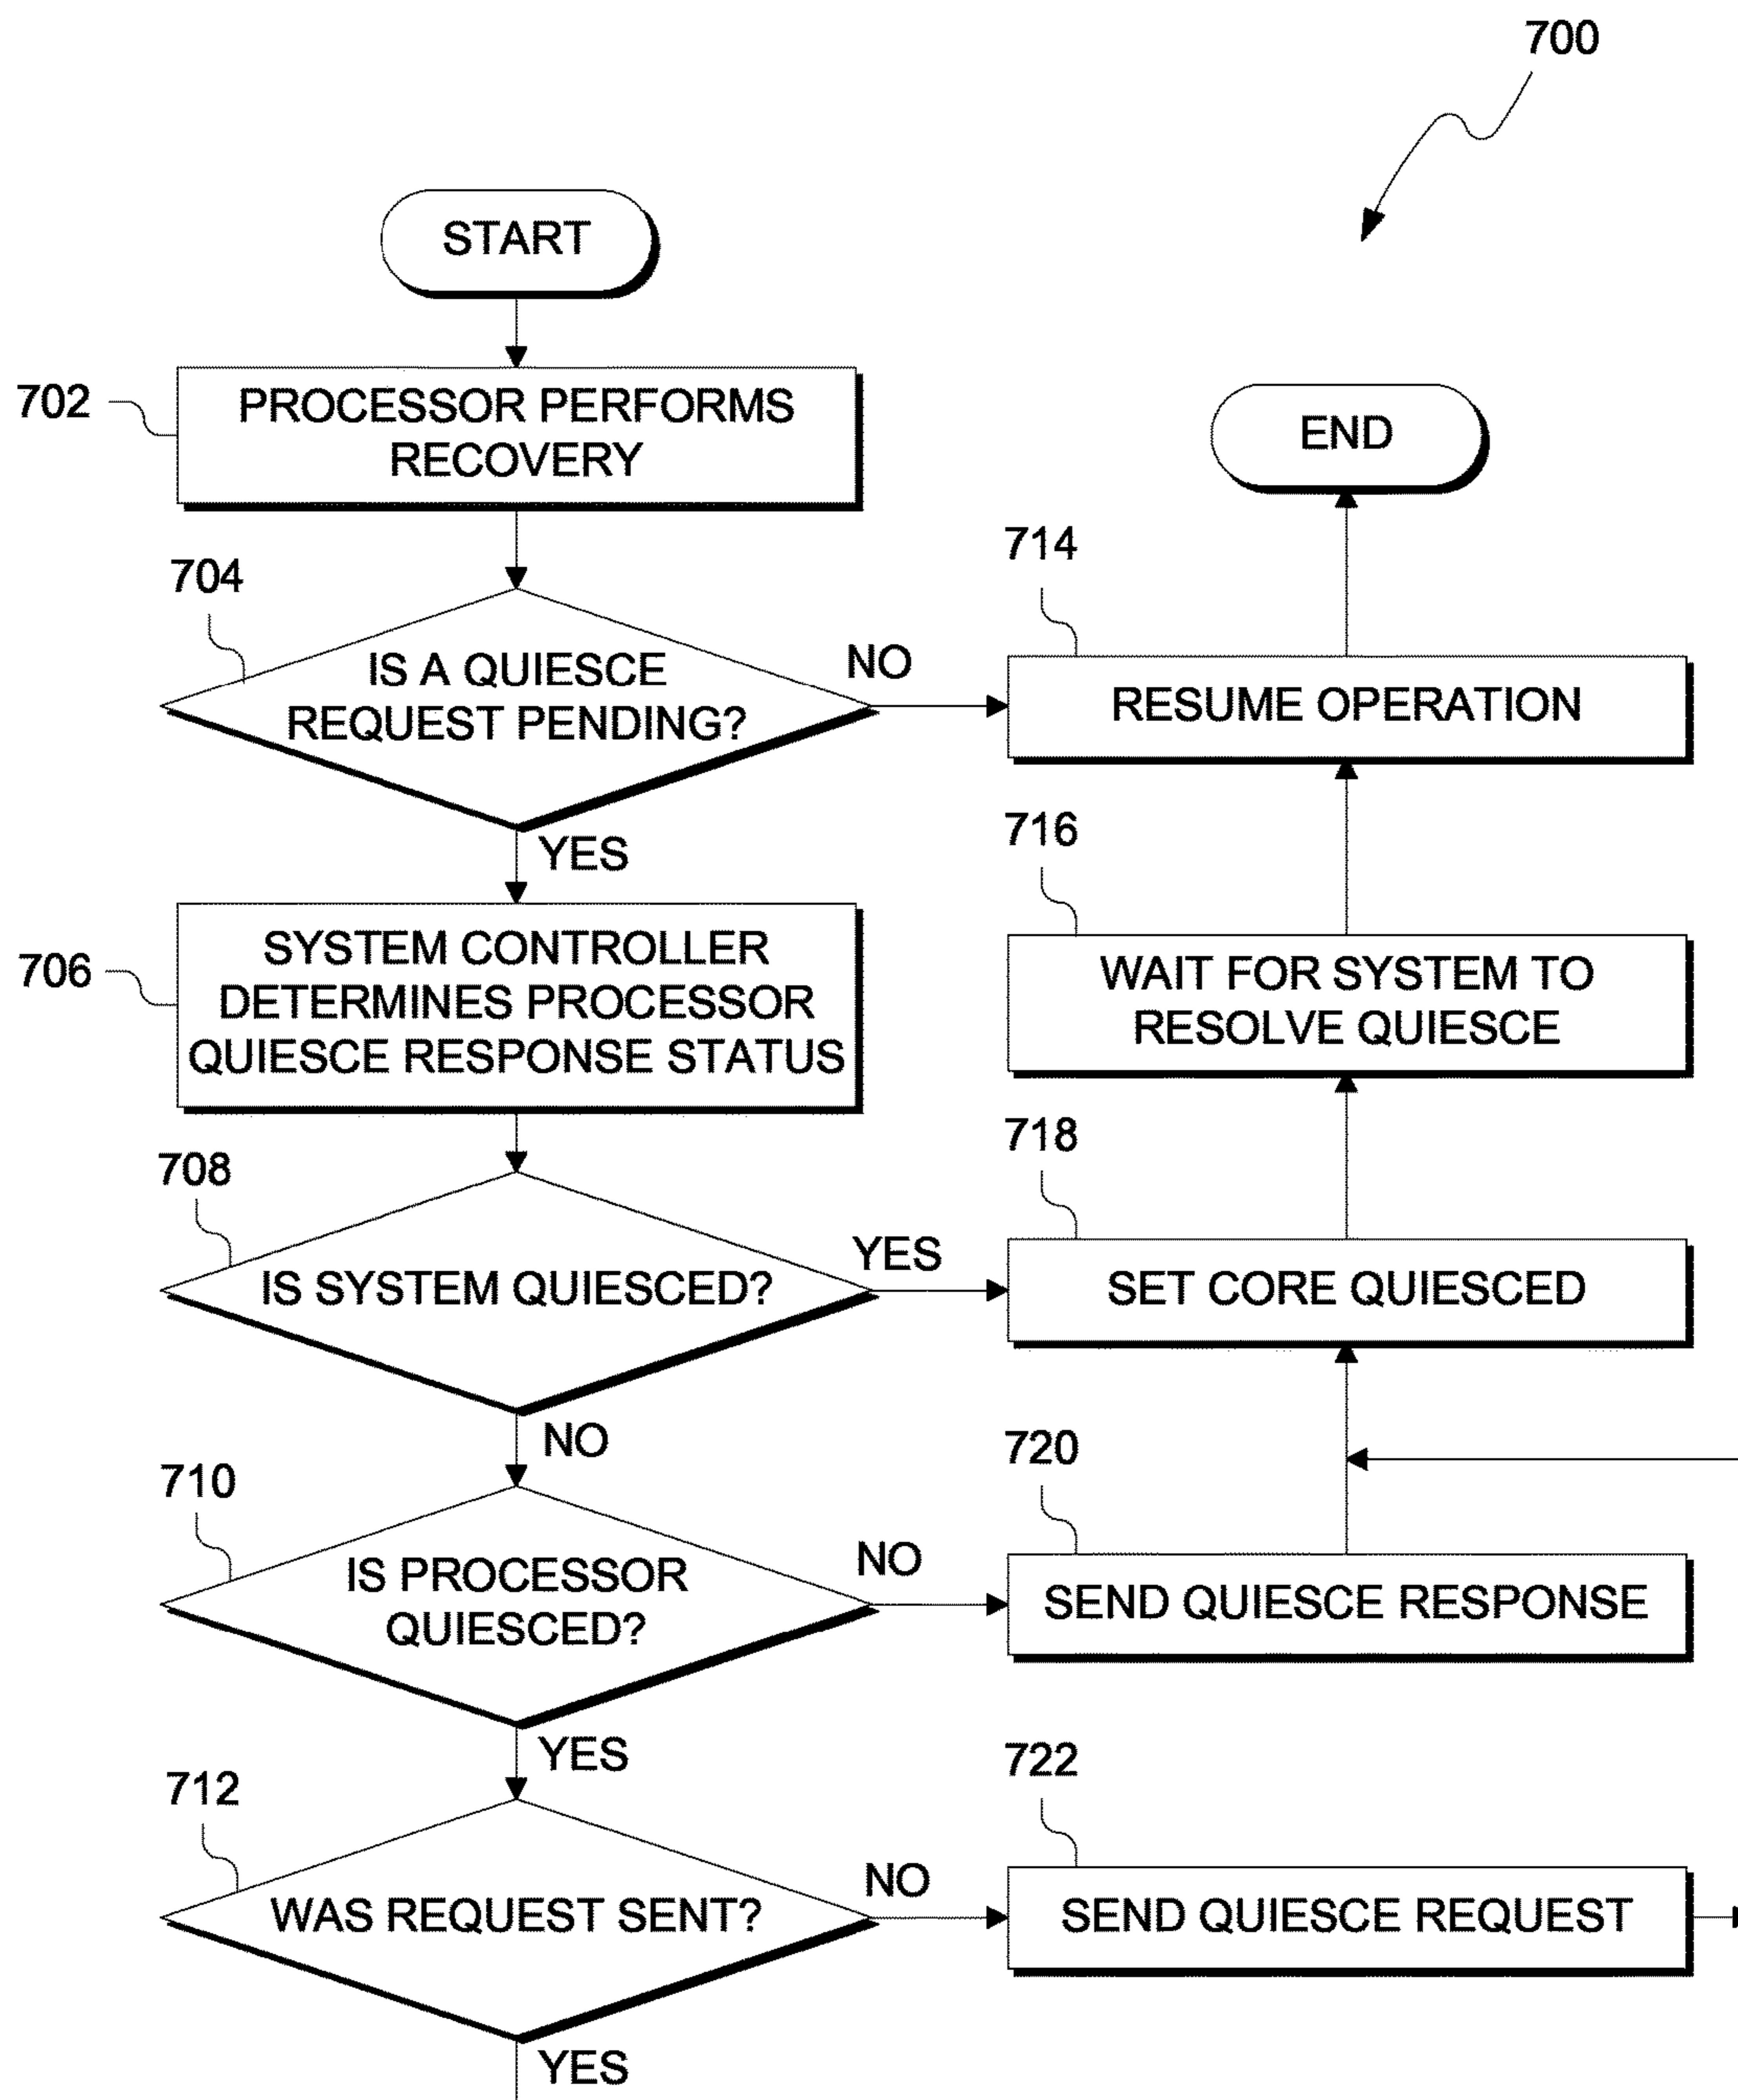 700
START
702
PROCESSOR PERFORMS
RECOVERY
END
704
IS A QUIESCE
REQUEST PENDING?
NO
YES
714
RESUME OPERATION
706
SYSTEM CONTROLLER
DETERMINES PROCESSOR
QUIESCE RESPONSE STATUS
716
WAIT FOR SYSTEM TO
RESOLVE QUIESCE
708
IS SYSTEM QUIESCED?
YES
NO
718
SET CORE QUIESCED
710
IS PROCESSOR
QUIESCED?
NO
YES
720
SEND QUIESCE RESPONSE
712
WAS REQUEST SENT?
NO
YES
722
SEND QUIESCE REQUEST